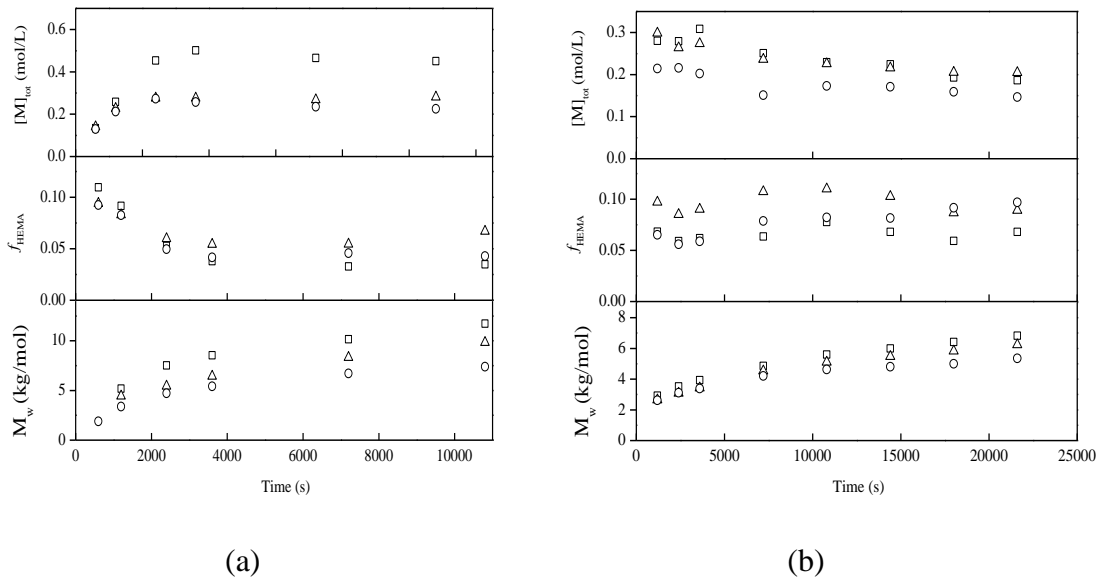 0.6
0.4
0.2
0.0
[M]tot (mol/L)
0.10
0.05
0.00
fHEMA
10
5
0
Mw (kg/mol)
0 2000 4000 6000 8000 10000
Time (s)
(a)
0.3
0.2
0.1
0.0
[M]tot (mol/L)
0.10
0.05
0.00
fHEMA
8
6
4
2
0
Mw (kg/mol)
0 5000 10000 15000 20000 25000
Time (s)
(b)